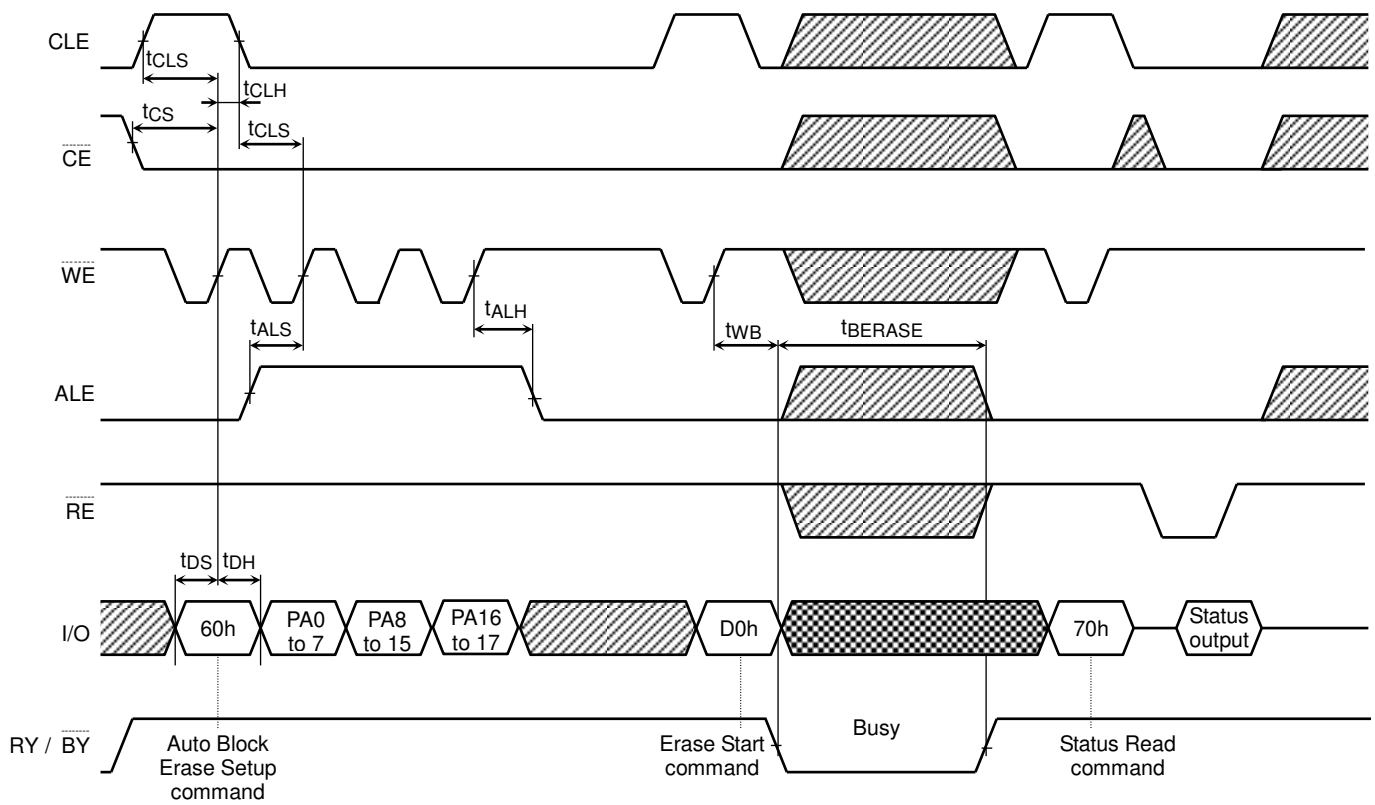 CLE
tCLS
tCLH
tCS
tCLS
CE
WE
tALH
tALS
tWB
tBERASE
ALE
RE
tDS
tDH
I/O
60h
PA0
to 7
PA8
to 15
PA16
to 17
D0h
70h
Status
output
RY / BY
Busy
Auto Block
Erase Setup
command
Erase Start
command
Status Read
command